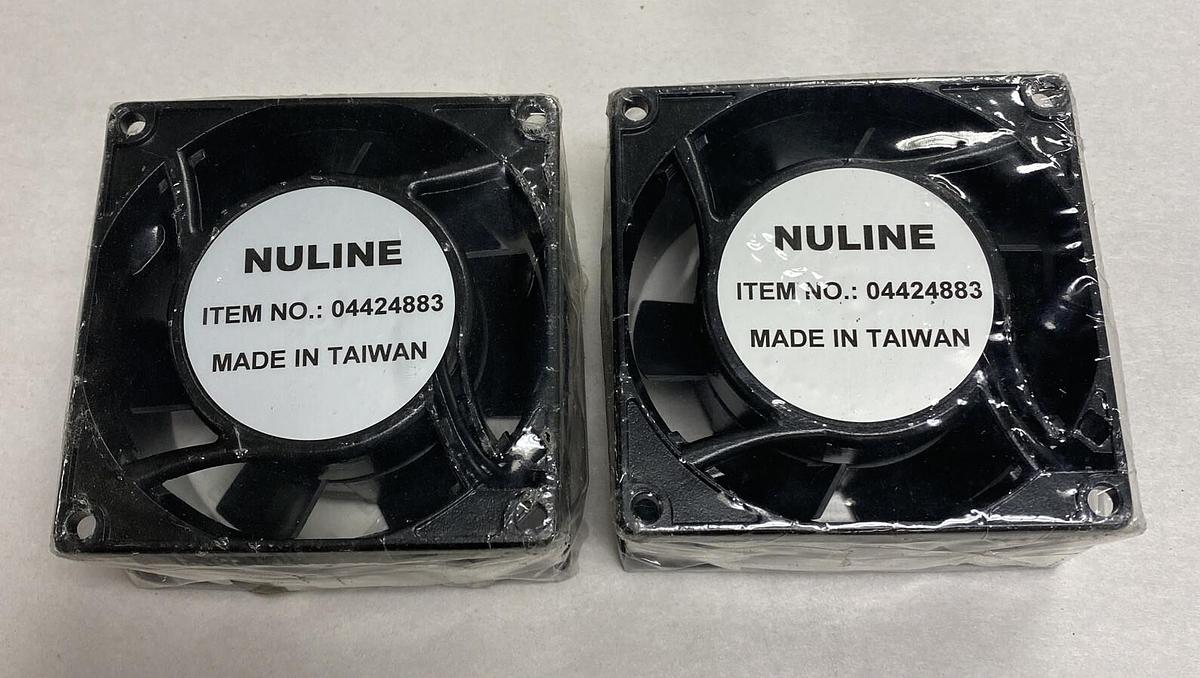 NULINE
ITEM NO.: 04424883
MADE IN TAIWAN
NULINE
ITEM NO.: 04424883
MADE IN TAIWAN